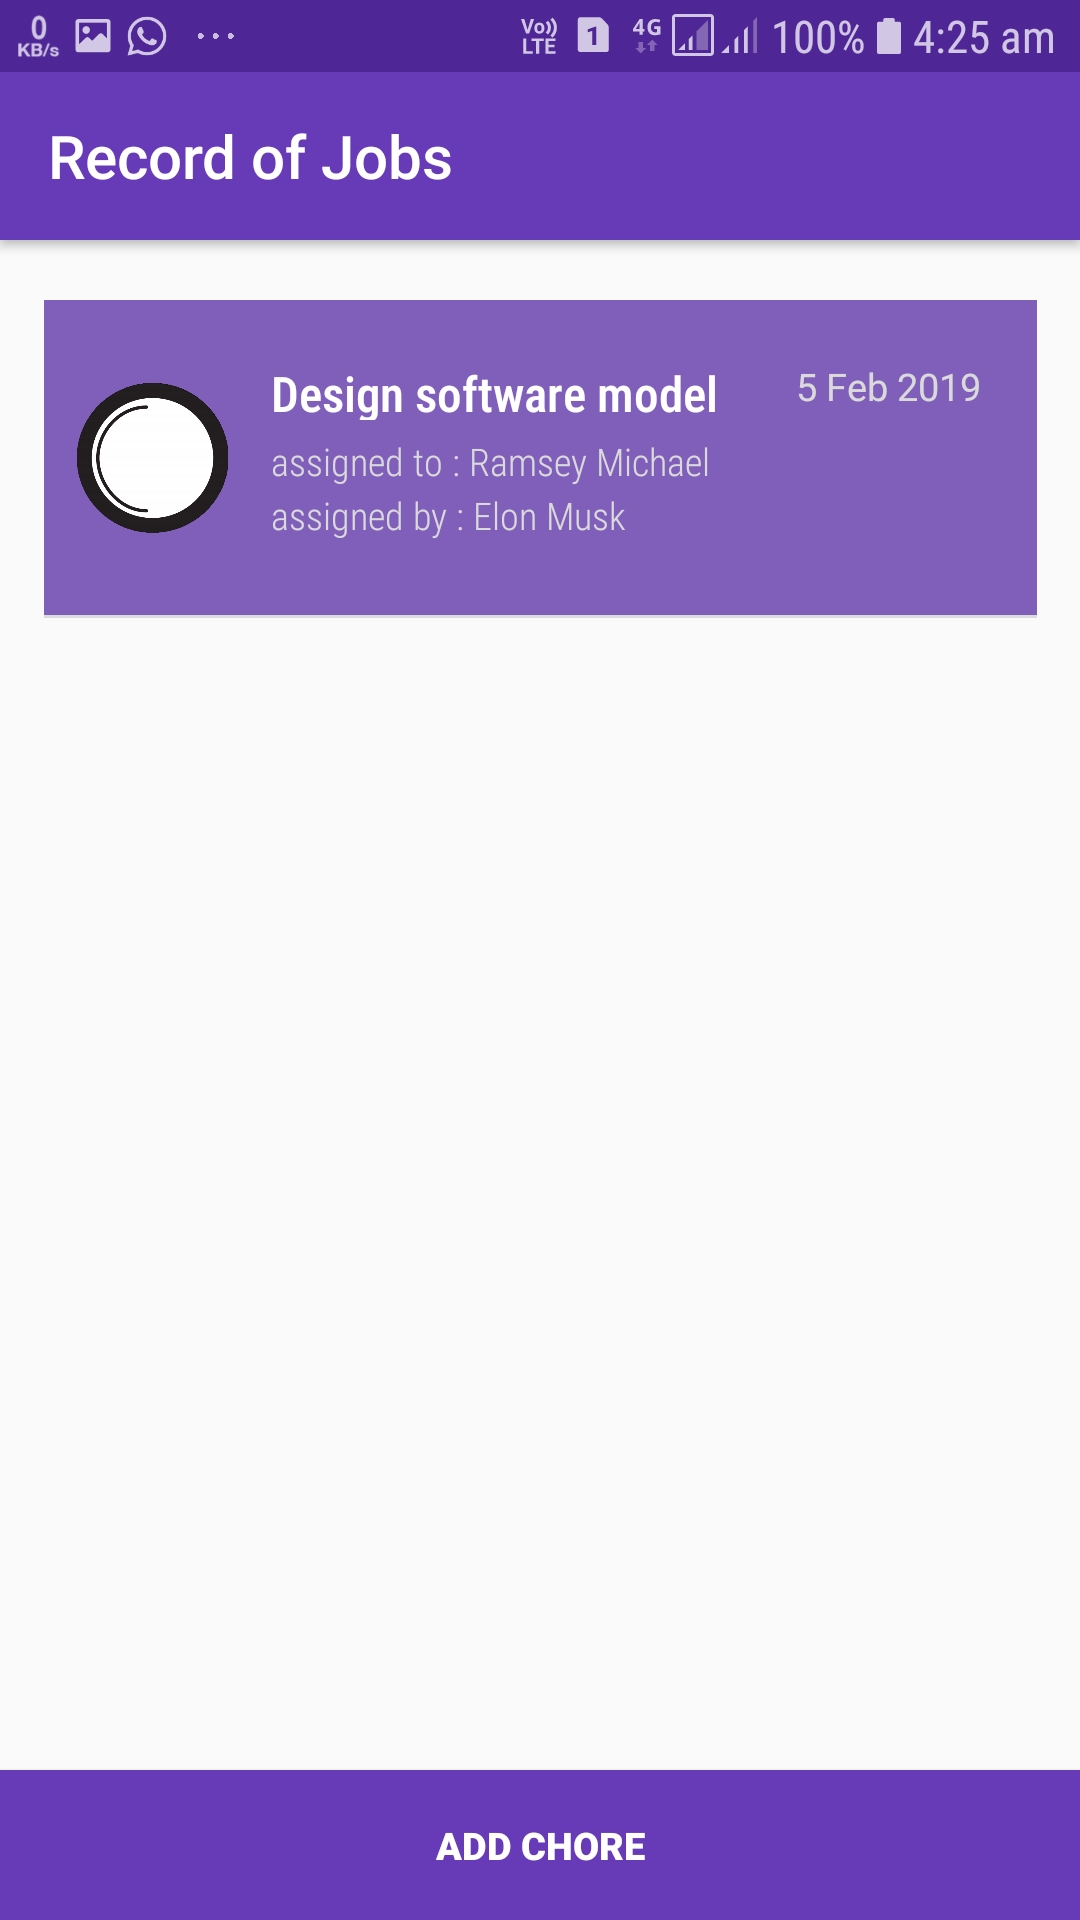 0 KB/s ... Vo)) LTE 1 4G 100% 4:25 am
Record of Jobs
Design software model 5 Feb 2019
assigned to : Ramsey Michael
assigned by : Elon Musk
ADD CHORE